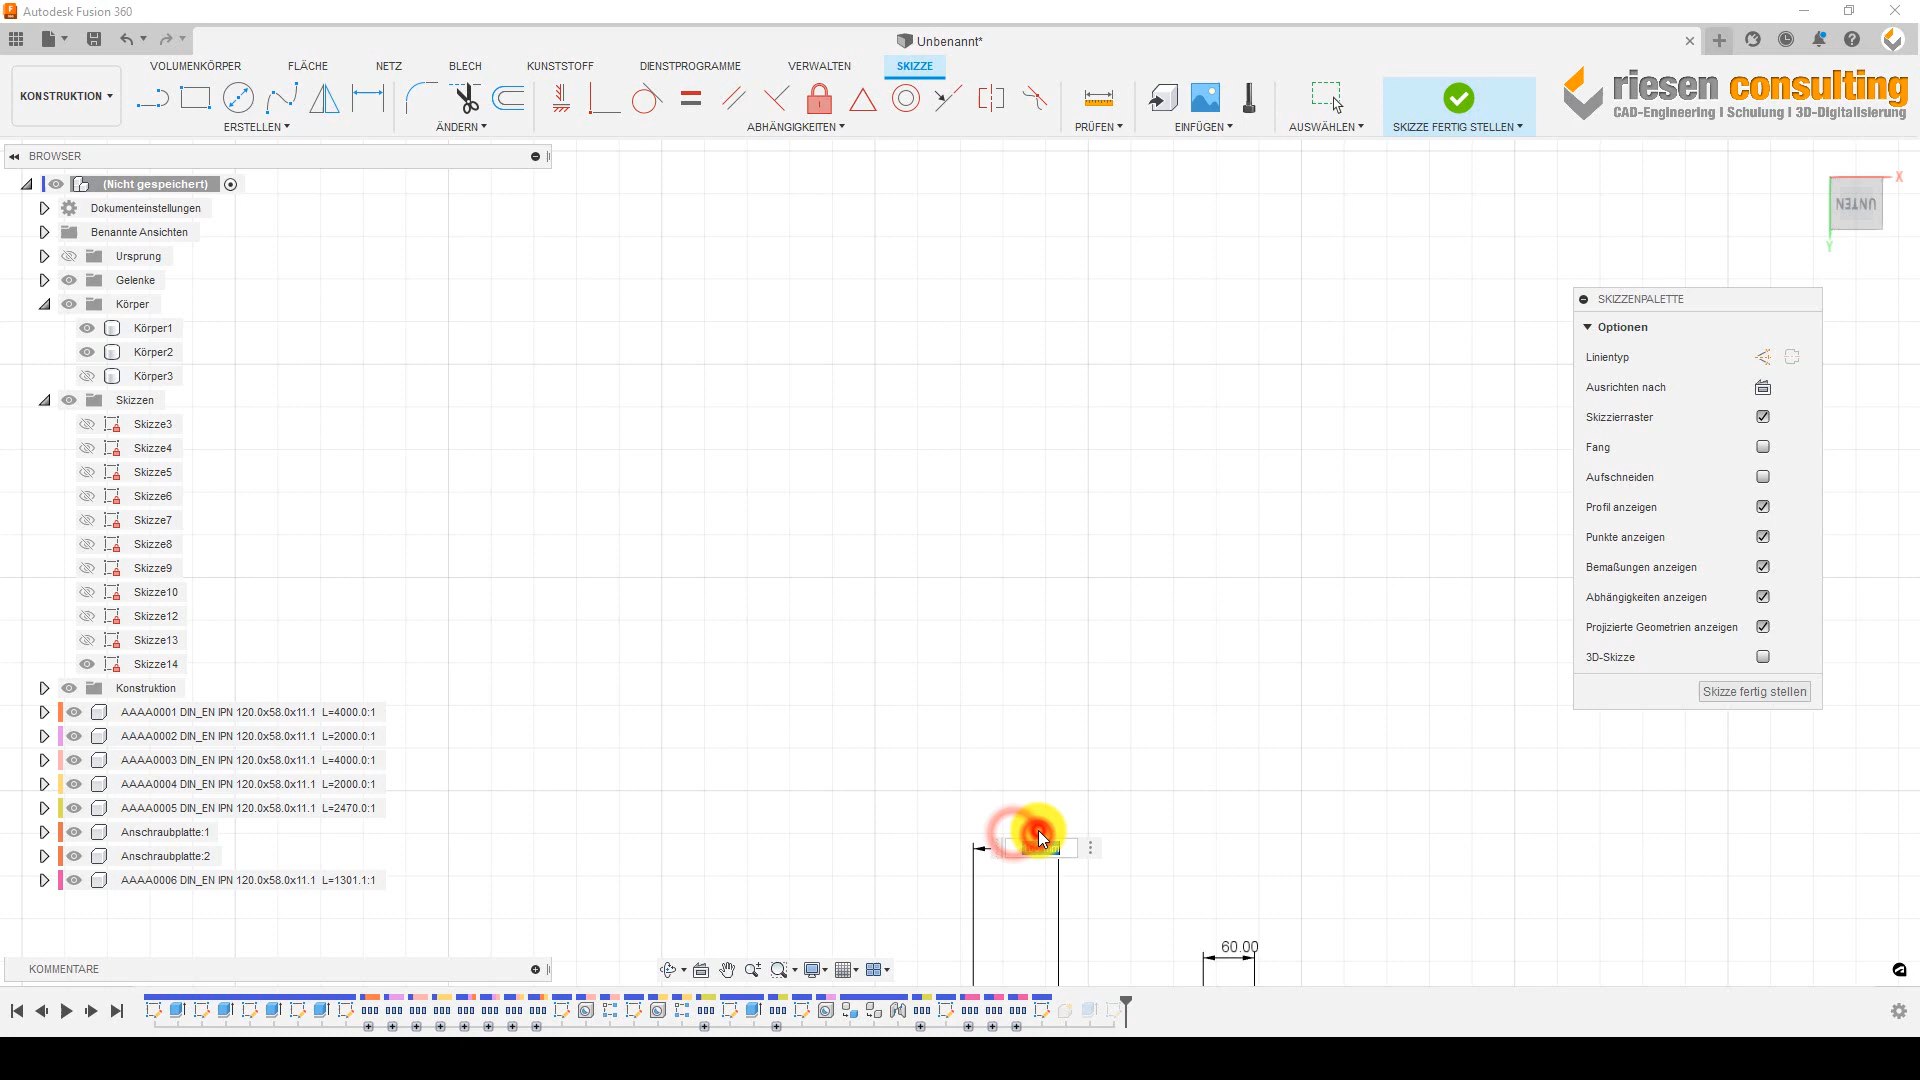 Autodesk Fusion 360
Unbenannt*
VOLUMENKÖRPER FLÄCHE NETZ BLECH KUNSTSTOFF DIENSTPROGRAMME VERWALTEN SKIZZE
KONSTRUKTION
ERSTELLEN ÄNDERN ABHÄNGIGKEITEN PRÜFEN EINFÜGEN AUSWÄHLEN SKIZZE FERTIG STELLEN
riesen consulting
CAD-Engineering | Schulung | 3D-Digitalisierung
BROWSER
(Nicht gespeichert)
Dokumenteinstellungen
Benannte Ansichten
Ursprung
Gelenke
Körper
Körper1
Körper2
Körper3
Skizzen
Skizze3
Skizze4
Skizze5
Skizze6
Skizze7
Skizze8
Skizze9
Skizze10
Skizze12
Skizze13
Skizze14
Konstruktion
AAAA0001 DIN_EN IPN 120.0x58.0x11.1 L=4000.0:1
AAAA0002 DIN_EN IPN 120.0x58.0x11.1 L=2000.0:1
AAAA0003 DIN_EN IPN 120.0x58.0x11.1 L=4000.0:1
AAAA0004 DIN_EN IPN 120.0x58.0x11.1 L=2000.0:1
AAAA0005 DIN_EN IPN 120.0x58.0x11.1 L=2470.0:1
Anschraubplatte:1
Anschraubplatte:2
AAAA0006 DIN_EN IPN 120.0x58.0x11.1 L=1301.1:1
X
UNTEN
Y
SKIZZENPALETTE
Optionen
Linientyp
Ausrichten nach
Skizzierraster
Fang
Aufschneiden
Profil anzeigen
Punkte anzeigen
Bemaßungen anzeigen
Abhängigkeiten anzeigen
Projizierte Geometrien anzeigen
3D-Skizze
Skizze fertig stellen
60.00
KOMMENTARE